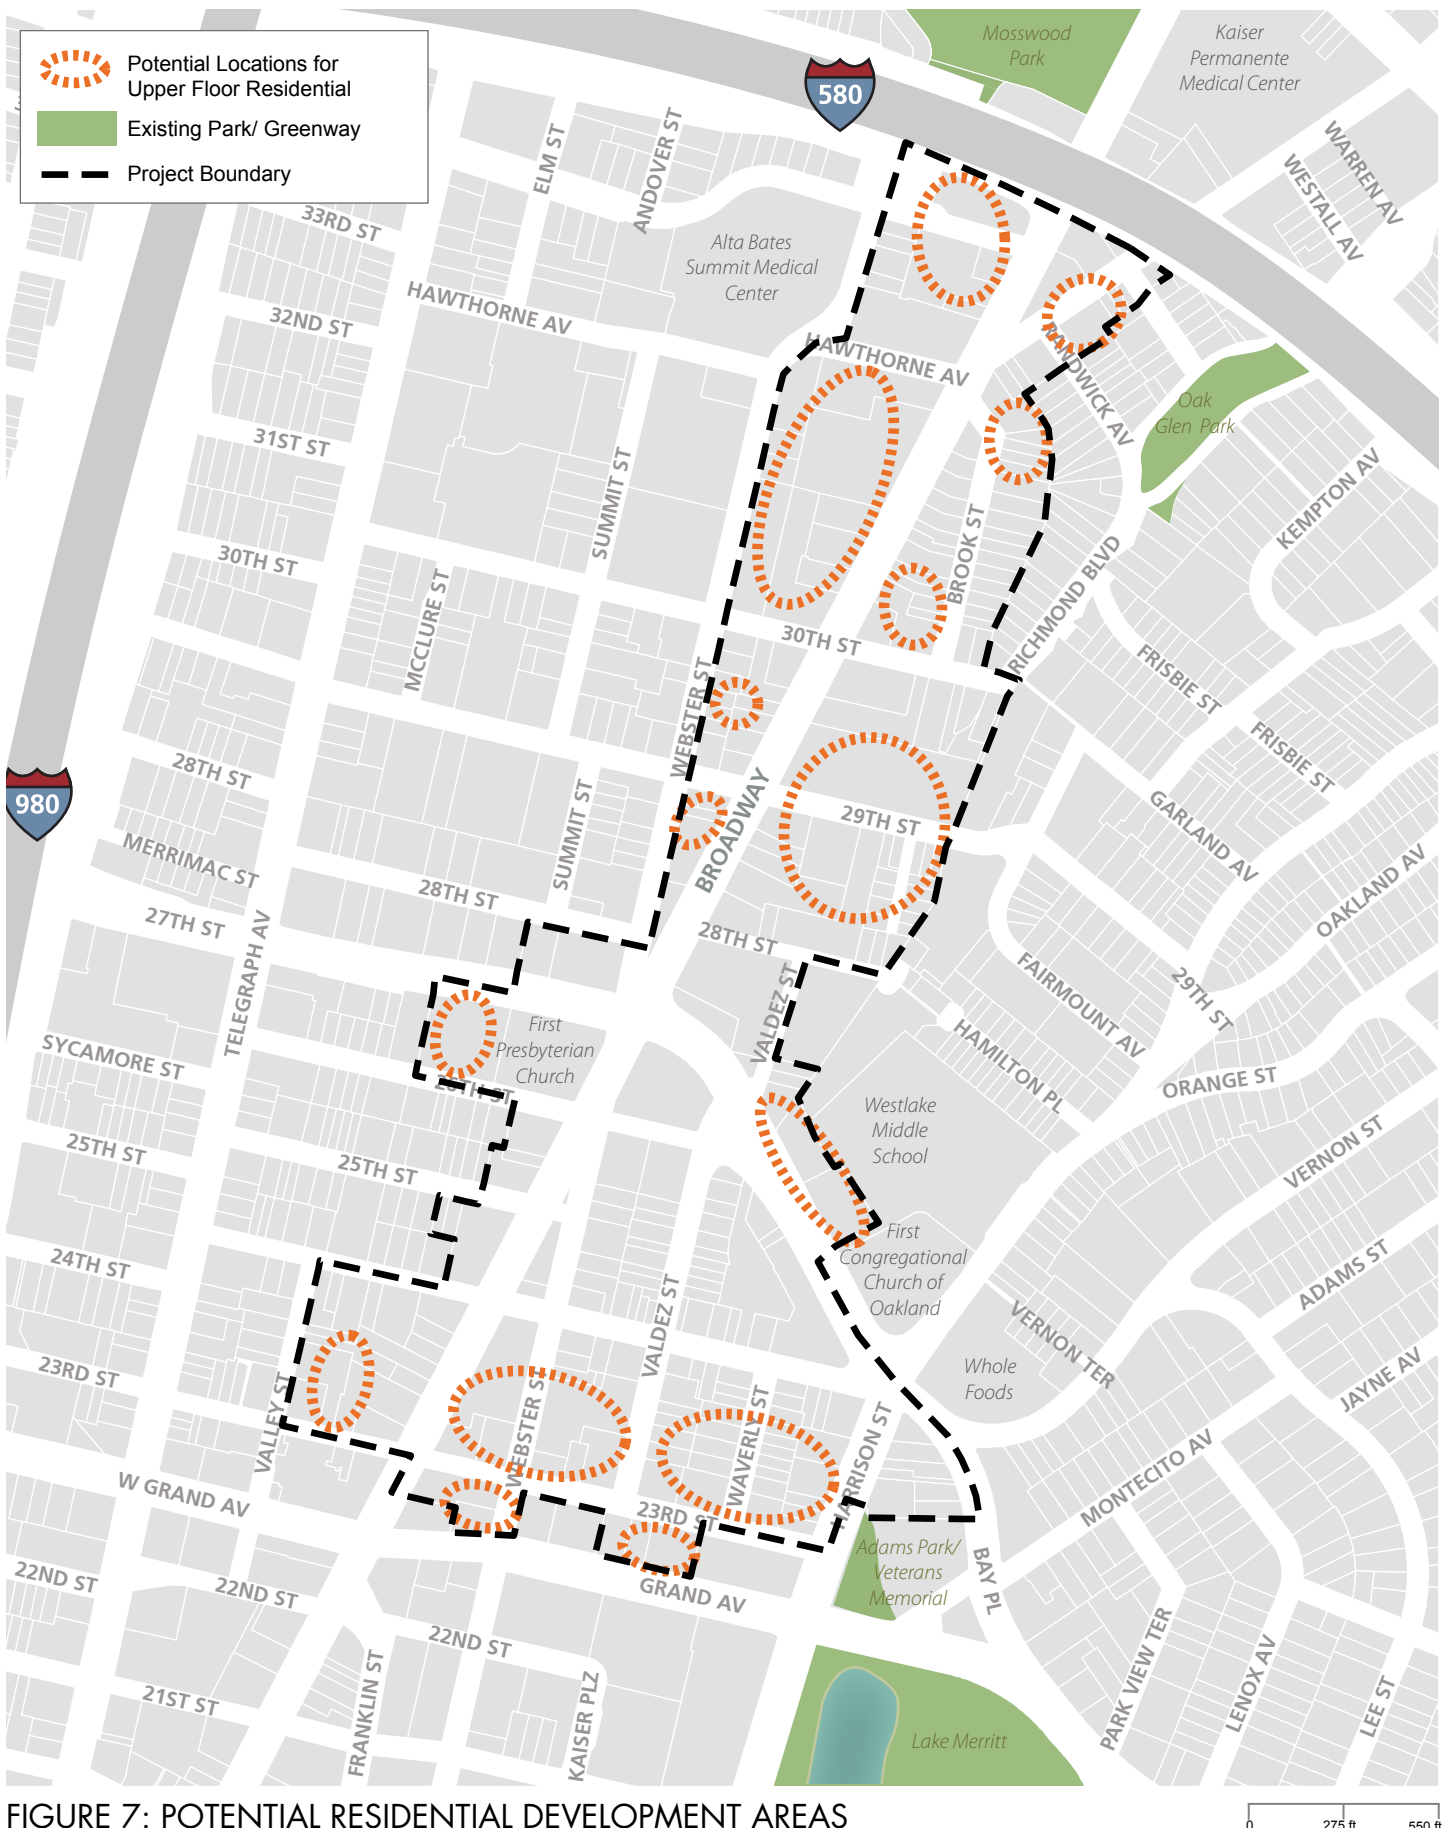 Potential Locations for
Upper Floor Residential
Existing Park/ Greenway
Project Boundary
Mosswood
Park
Kaiser
Permanente
Medical Center
580
WARREN AV
WESTALL AV
ELM ST
ANDOVER ST
33RD ST
Alta Bates
Summit Medical
Center
HAWTHORNE AV
32ND ST
HAWTHORNE AV
RANDWICK AV
Oak
Glen Park
31ST ST
SUMMIT ST
KEMPTON AV
BROOK ST
30TH ST
MCCLURE ST
RICHMOND BLVD
30TH ST
WEBSTER ST
FRISBIE ST
FRISBIE ST
28TH ST
980
SUMMIT ST
BROADWAY
29TH ST
GARLAND AV
MERRIMAC ST
28TH ST
OAKLAND AV
27TH ST
TELEGRAPH AV
28TH ST
VALDEZ ST
FAIRMOUNT AV
29TH ST
First
Presbyterian
Church
HAMILTON PL
SYCAMORE ST
26TH ST
ORANGE ST
Westlake
Middle
School
25TH ST
25TH ST
VERNON ST
First
Congregational
Church of
Oakland
24TH ST
ADAMS ST
VALDEZ ST
VERNON TER
23RD ST
Whole
Foods
JAYNE AV
VALLEY ST
WEBSTER ST
WAVERLY ST
HARRISON ST
MONTECITO AV
W GRAND AV
23RD ST
Adams Park/
Veterans
Memorial
BAY PL
22ND ST
22ND ST
GRAND AV
22ND ST
21ST ST
FRANKLIN ST
KAISER PLZ
PARK VIEW TER
LENOX AV
LEE ST
Lake Merritt
FIGURE 7: POTENTIAL RESIDENTIAL DEVELOPMENT AREAS
0 275 ft 550 ft